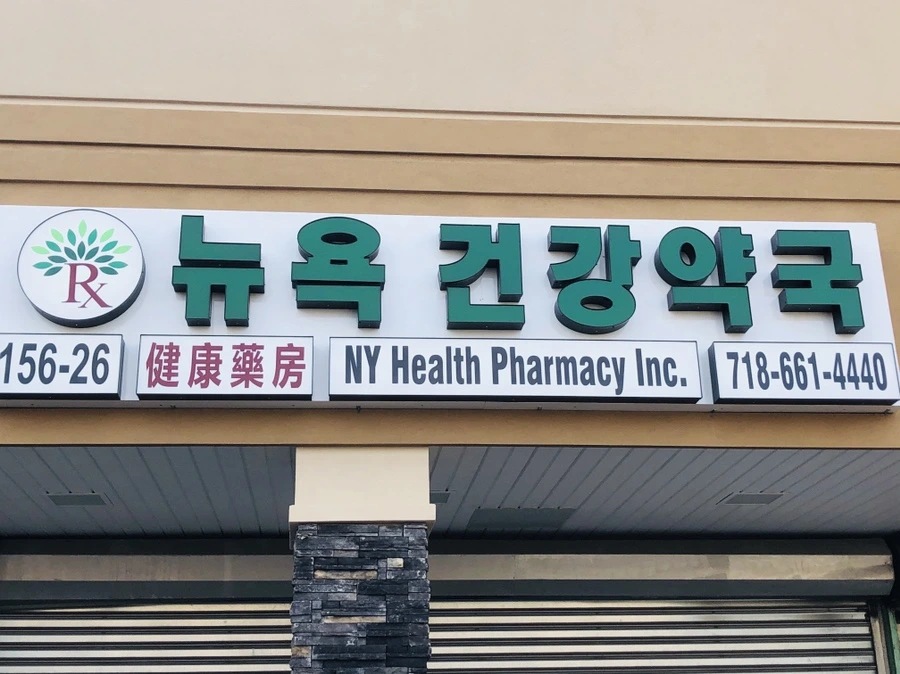 Rx
뉴욕 건강약국
156-26
健康藥房
NY Health Pharmacy Inc.
718-661-4440